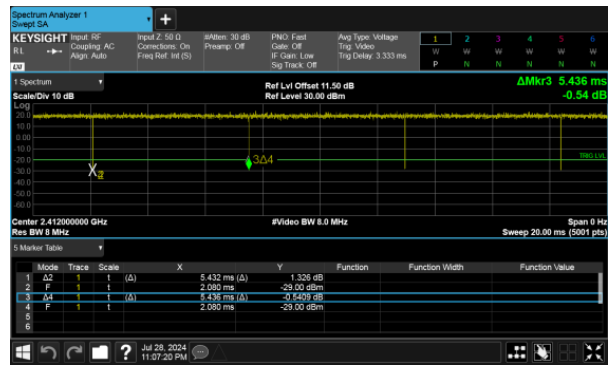 Spectrum Analyzer 1
Swept SA
+
KEYSIGHT Input: RF Input Z: 50 Ω #Atten: 30 dB PNO: Fast Avg Type: Voltage 1 2 3 4 5 6
RL Coupling: AC Corrections: On Preamp: Off Gate: Off Trig: Video W W W W W W
Align: Auto Freq Ref: Int (S) IF Gain: Low Trig Delay: 3.333 ms P N N N N N
Sig Track: Off
1 Spectrum Ref Lvl Offset 11.50 dB ΔMkr3 5.436 ms
Scale/Div 10 dB Ref Level 30.00 dBm -0.54 dB
Log
20.0
10.0
0.00
-10.0
-20.0 3Δ4 TRIG LVL
-30.0 X
-40.0
-50.0
-60.0
Center 2.412000000 GHz #Video BW 8.0 MHz Span 0 Hz
Res BW 8 MHz Sweep 20.00 ms (5001 pts)
5 Marker Table
Mode Trace Scale X Y Function Function Width Function Value
1 Δ2 1 t (Δ) 5.432 ms (Δ) 1.326 dB
2 F 1 t 2.080 ms -29.00 dBm
3 Δ4 1 t (Δ) 5.436 ms (Δ) -0.5409 dB
4 F 1 t 2.080 ms -29.00 dBm
5
6
? Jul 28, 2024
11:07:20 PM